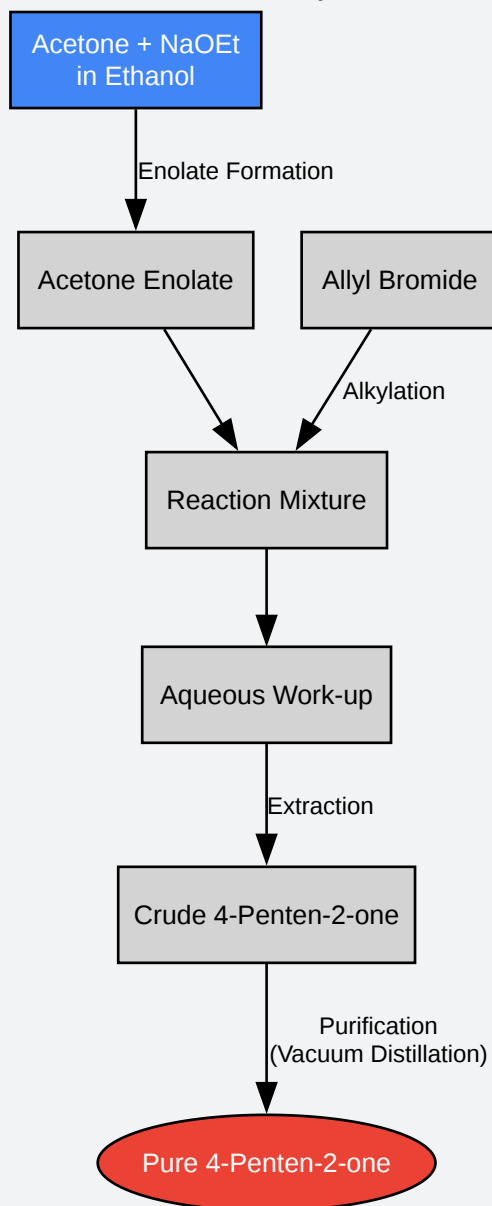 Acetone + NaOEt
in Ethanol
Enolate Formation
Acetone Enolate
Allyl Bromide
Alkylation
Reaction Mixture
Aqueous Work-up
Extraction
Crude 4-Penten-2-one
Purification
(Vacuum Distillation)
Pure 4-Penten-2-one